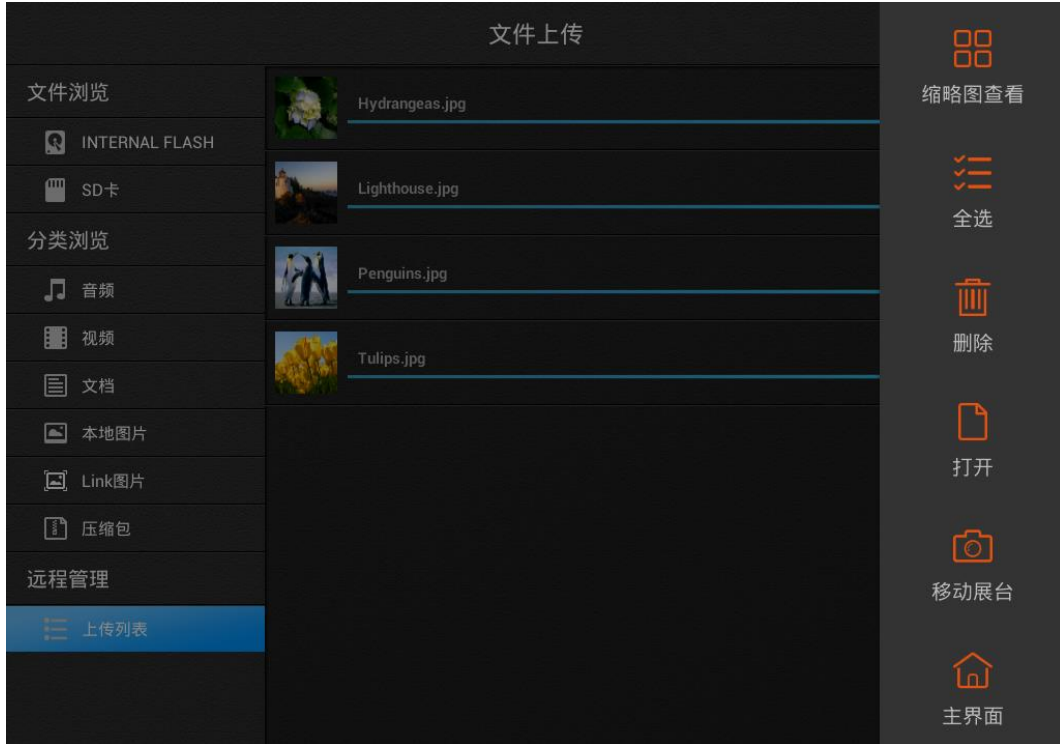 文件上传
文件浏览
INTERNAL FLASH
SD卡
分类浏览
音频
视频
文档
本地图片
Link图片
压缩包
远程管理
上传列表
Hydrangeas.jpg
Lighthouse.jpg
Penguins.jpg
Tulips.jpg
缩略图查看
全选
删除
打开
移动展台
主界面